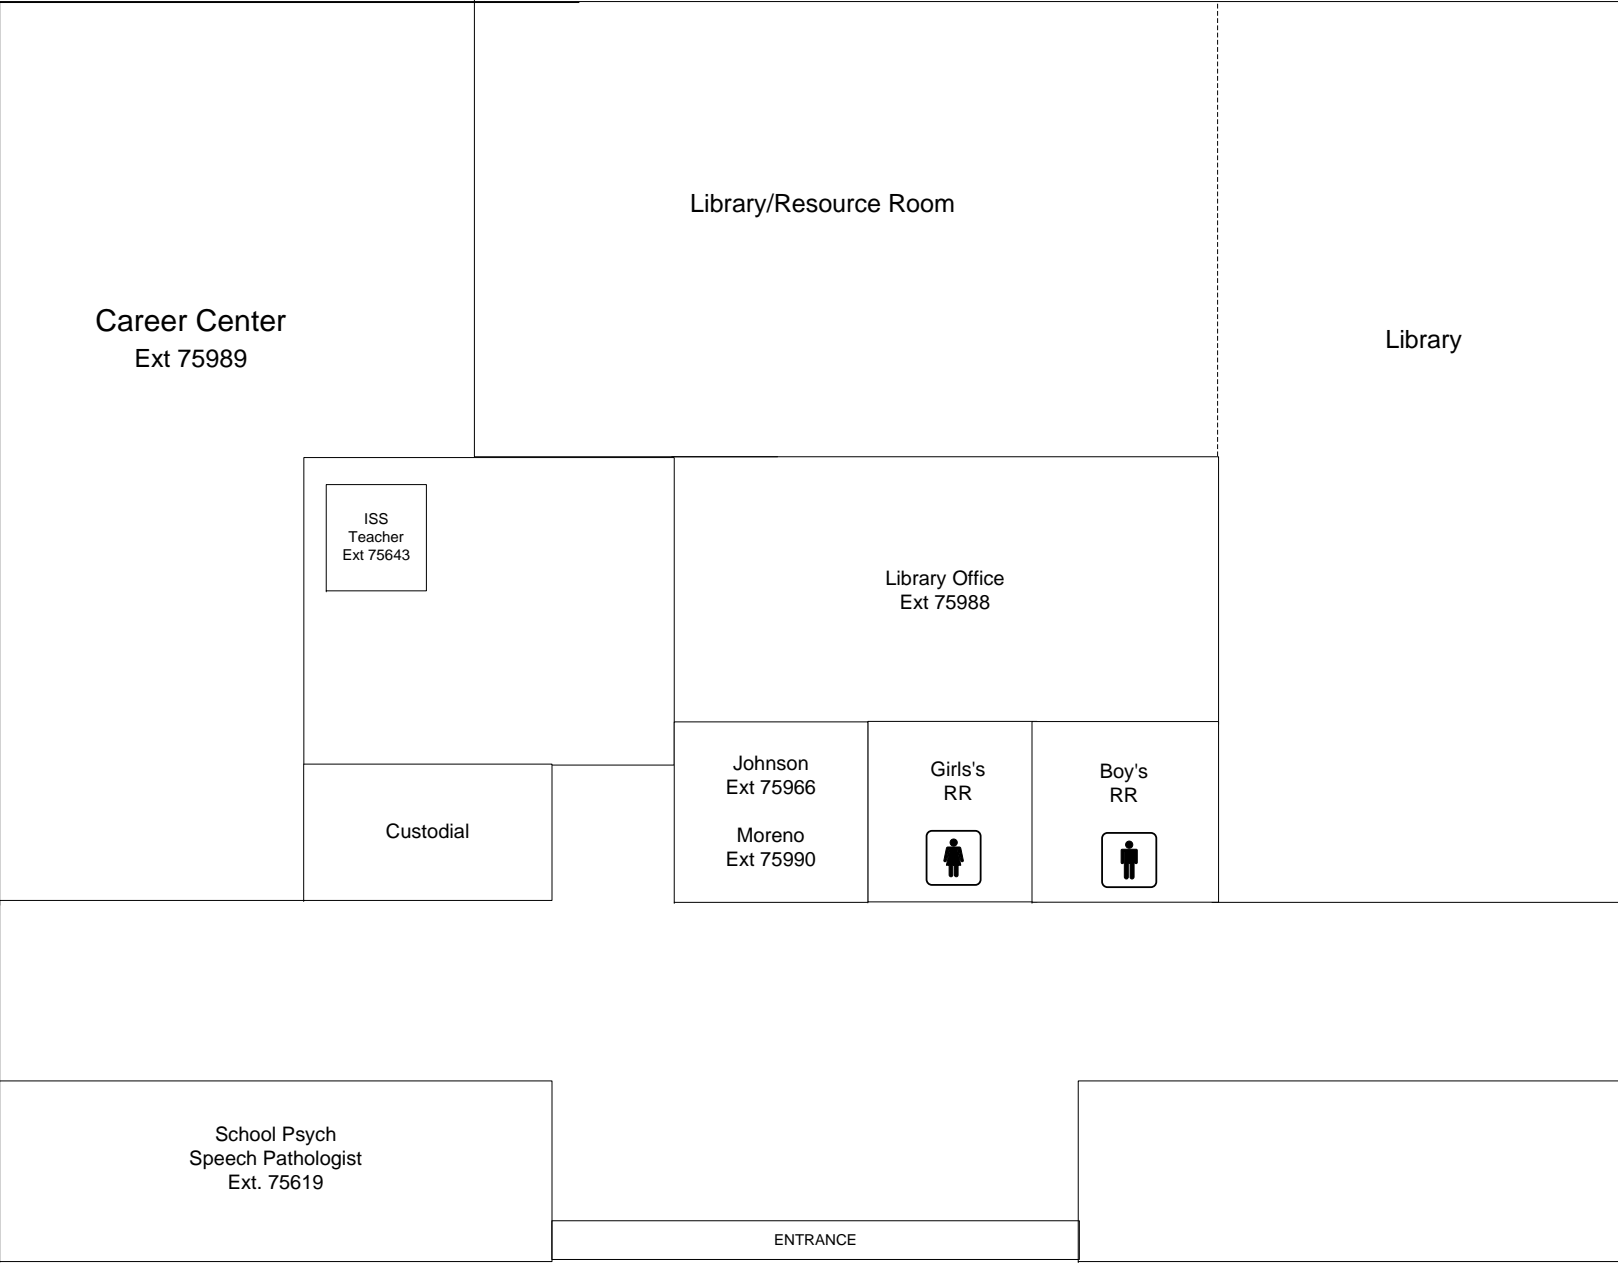 Library/Resource Room
Career Center
Ext 75989
Library
ISS
Teacher
Ext 75643
Library Office
Ext 75988
Johnson
Ext 75966
Moreno
Ext 75990
Girls's
RR
Boy's
RR
Custodial
School Psych
Speech Pathologist
Ext. 75619
ENTRANCE